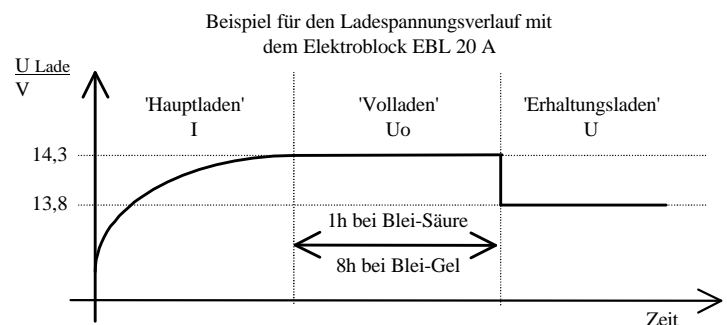 Beispiel für den Ladespannungsverlauf mit
dem Elektroblock EBL 20 A
U Lade
V
'Hauptladen'
I
'Volladen'
Uo
'Erhaltungsladen'
U
14,3
13,8
1h bei Blei-Säure
8h bei Blei-Gel
Zeit